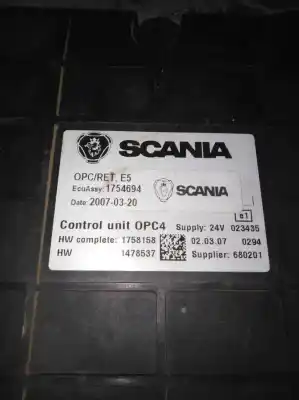 SCANIA
OPC/RET, E5
EcuAssy: 1754694
SCANIA
Date: 2007-03-20
e1
Control unit OPC4 Supply: 24V 023435
HW complete: 1758158 02.03.07 0294
HW 1478537 Supplier: 680201